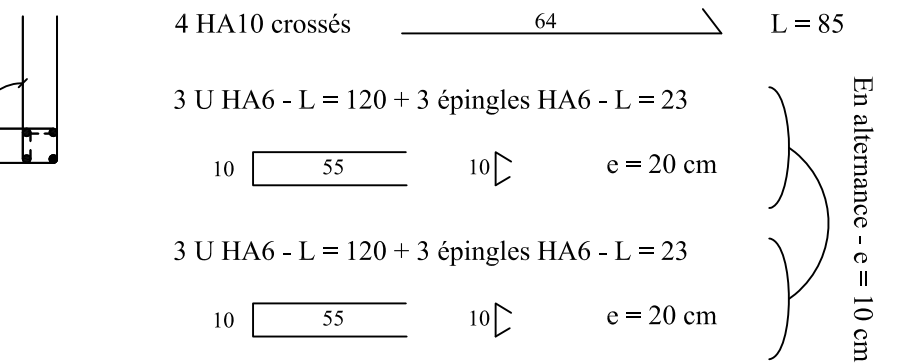 4 HA10 crossés 64 L = 85
3 U HA6 - L = 120 + 3 épingles HA6 - L = 23
10 55 10 e = 20 cm
3 U HA6 - L = 120 + 3 épingles HA6 - L = 23
10 55 10 e = 20 cm
En alternance - e = 10 cm